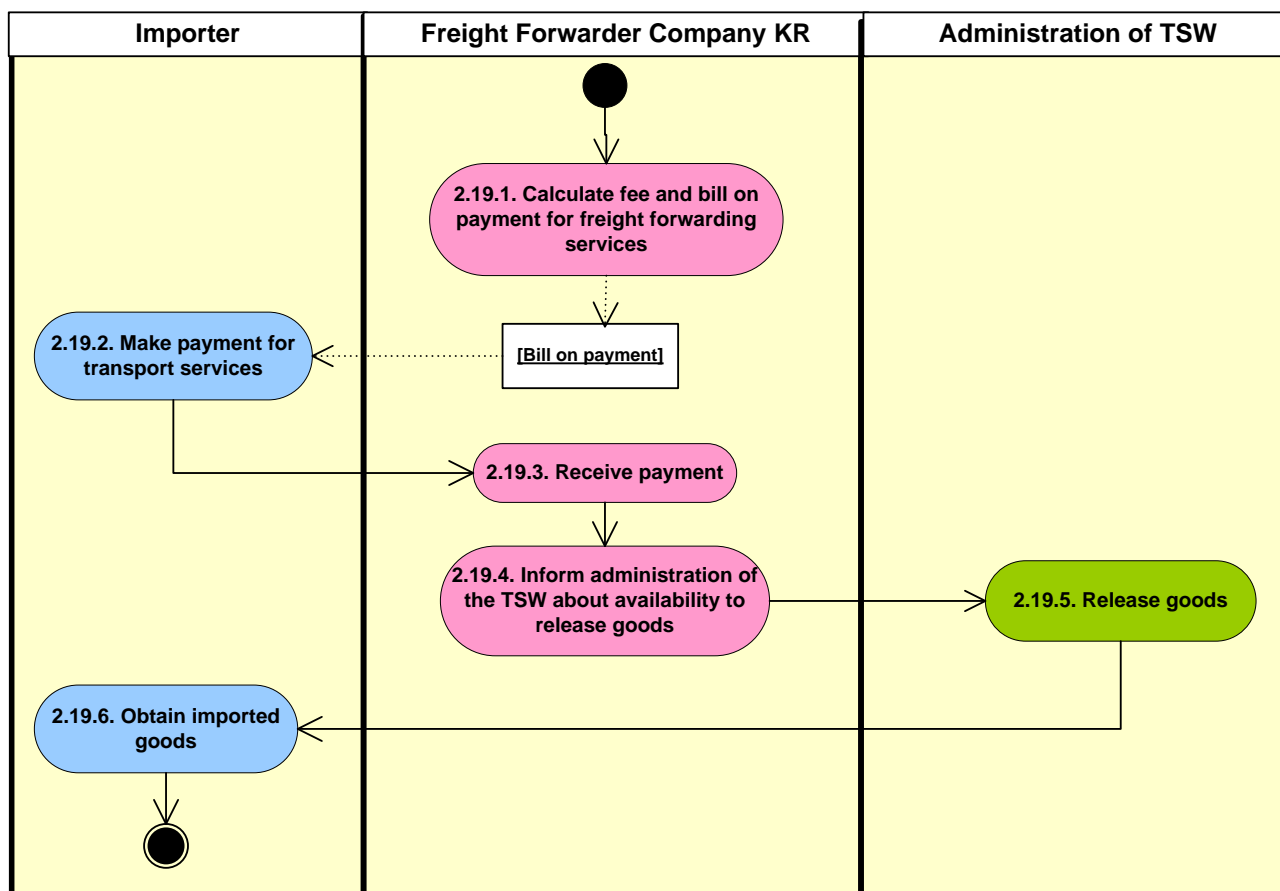 Importer
Freight Forwarder Company KR
Administration of TSW
2.19.1. Calculate fee and bill on
payment for freight forwarding
services
[Bill on payment]
2.19.2. Make payment for
transport services
2.19.3. Receive payment
2.19.4. Inform administration of
the TSW about availability to
release goods
2.19.5. Release goods
2.19.6. Obtain imported
goods